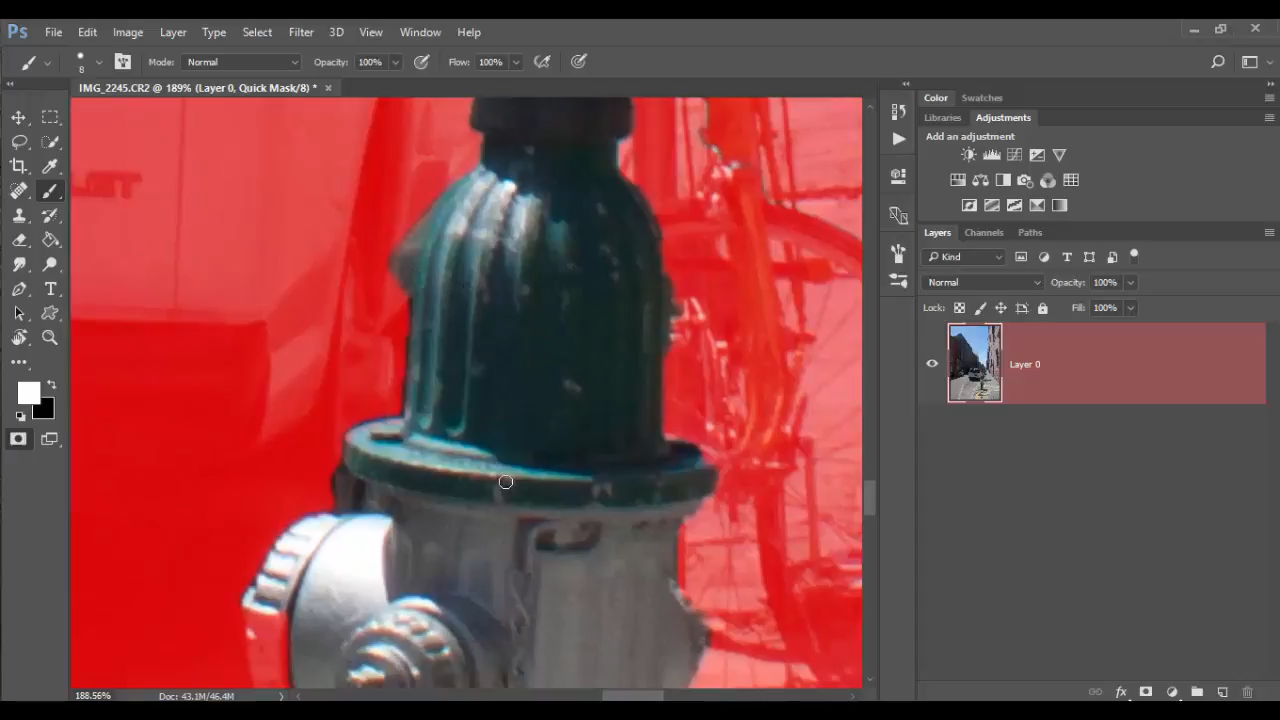 Ps File Edit Image Layer Type Select Filter 3D View Window Help
8 Mode: Normal Opacity: 100% Flow: 100%
IMG_2245.CR2 @ 189% (Layer 0, Quick Mask/8) *
Color Swatches
Libraries Adjustments
Add an adjustment
Layers Channels Paths
Kind
Normal Opacity: 100%
Lock: Fill: 100%
Layer 0
188.56% Doc: 43.1M/46.4M
fx